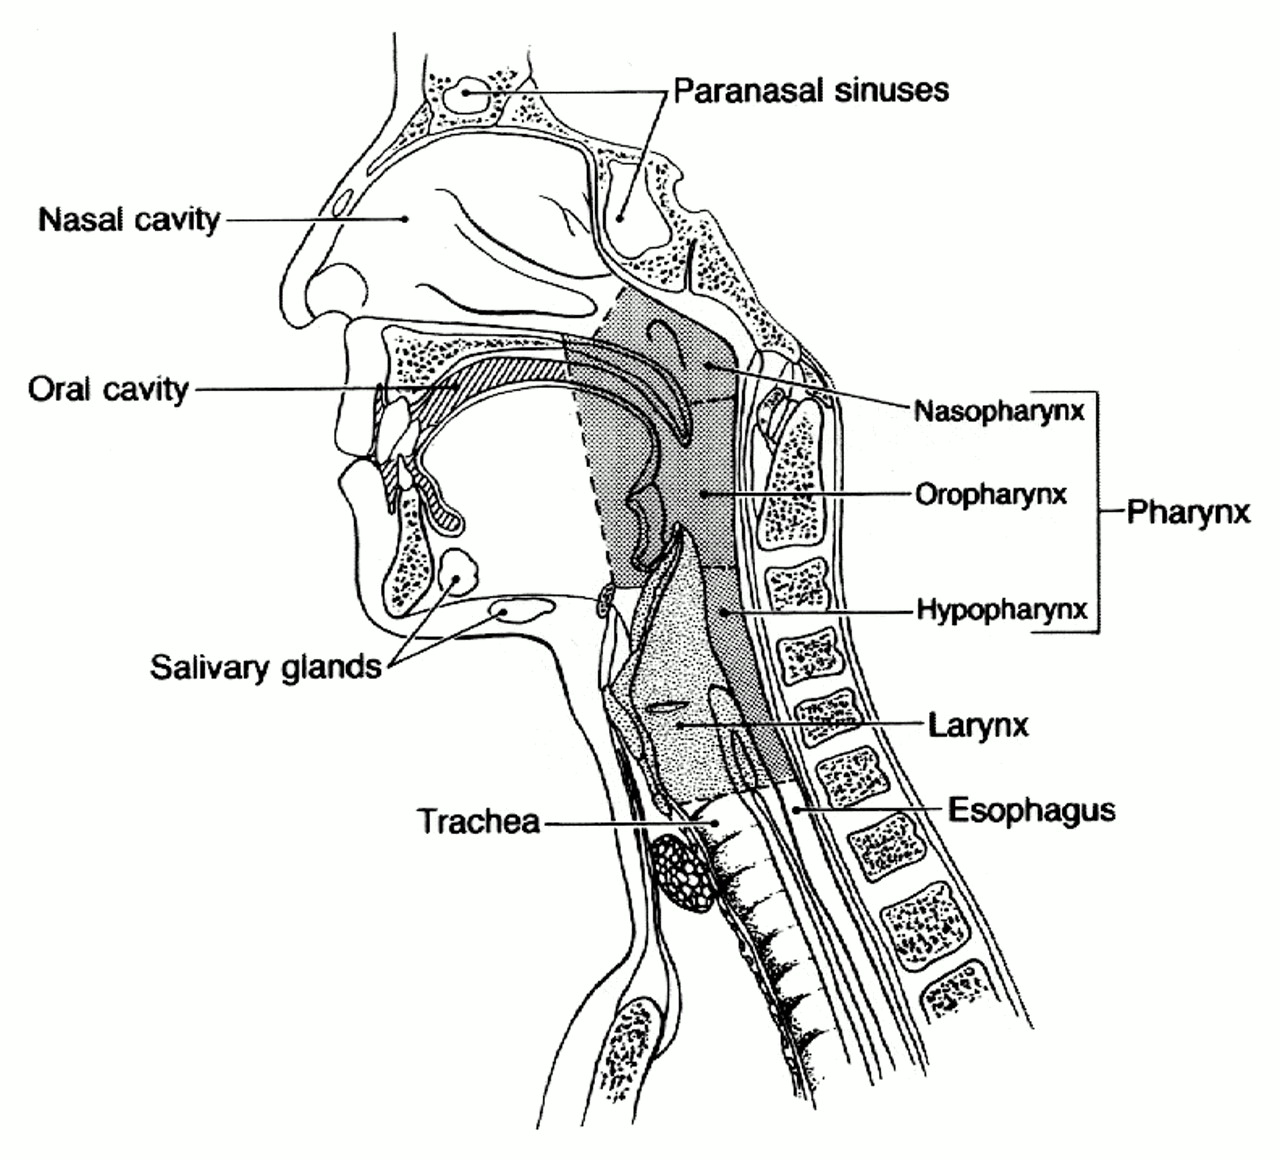 Paranasal sinuses
Nasal cavity
Oral cavity
Nasopharynx
Oropharynx
Pharynx
Hypopharynx
Salivary glands
Larynx
Trachea
Esophagus